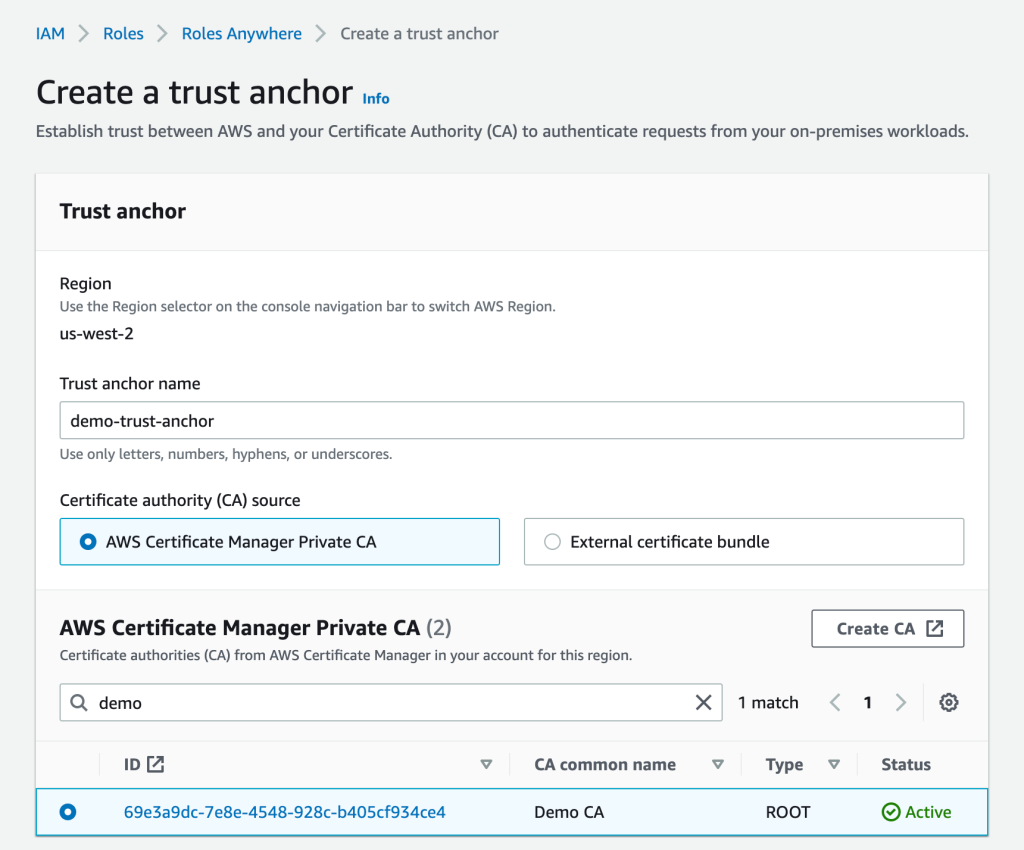 IAM > Roles > Roles Anywhere > Create a trust anchor
Create a trust anchor Info
Establish trust between AWS and your Certificate Authority (CA) to authenticate requests from your on-premises workloads.
Trust anchor
Region
Use the Region selector on the console navigation bar to switch AWS Region.
us-west-2
Trust anchor name
demo-trust-anchor
Use only letters, numbers, hyphens, or underscores.
Certificate authority (CA) source
AWS Certificate Manager Private CA External certificate bundle
AWS Certificate Manager Private CA (2) Create CA
Certificate authorities (CA) from AWS Certificate Manager in your account for this region.
demo 1 match 1
ID CA common name Type Status
69e3a9dc-7e8e-4548-928c-b405cf934ce4 Demo CA ROOT Active